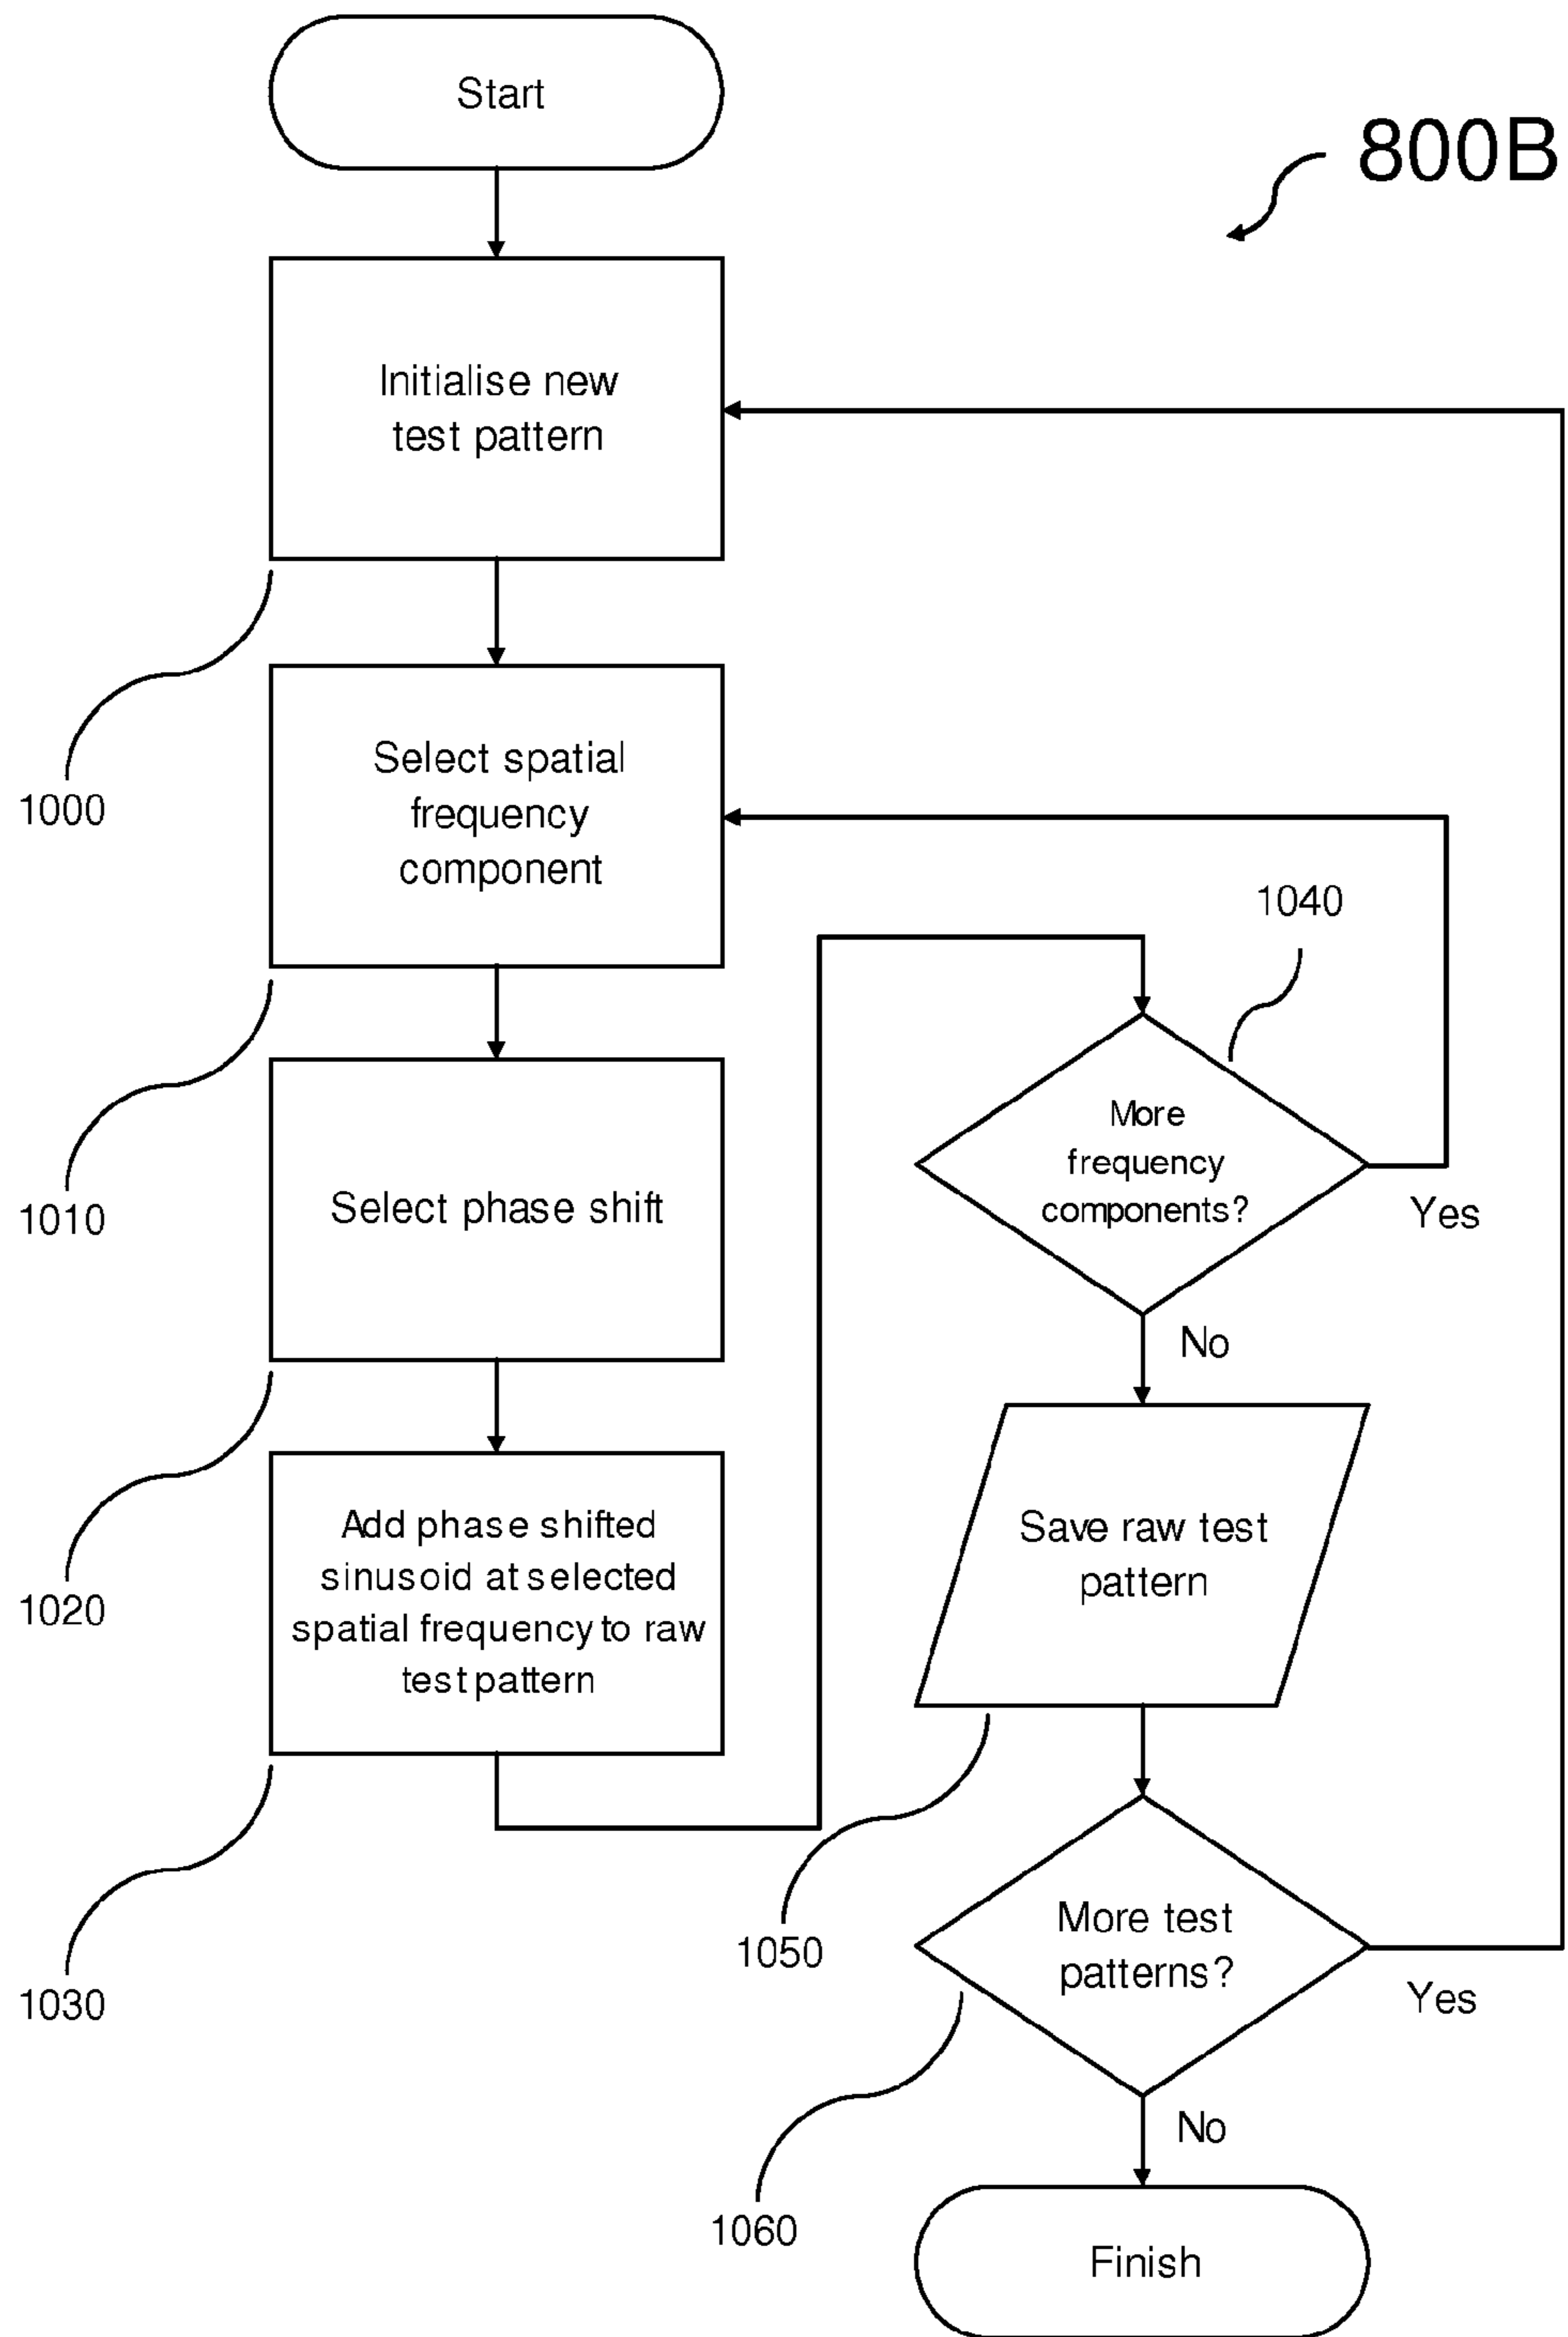 Start
800B
Initialise new
test pattern
1000
Select spatial
frequency
component
1010
Select phase shift
1020
Add phase shifted
sinusoid at selected
spatial frequency to raw
test pattern
1030
1040
More
frequency
components?
Yes
No
Save raw test
pattern
1050
More test
patterns?
Yes
1060
No
Finish